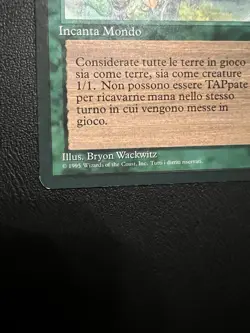 Incanta Mondo
Considerate tutte le terre in gioco
sia come terre, sia come creature
1/1. Non possono essere TAPpate
per ricavarne mana nello stesso
turno in cui vengono messe in
gioco.
Illus. Bryon Wackwitz
© 1995 Wizards of the Coast, Inc. Tutti i diritti riservati.